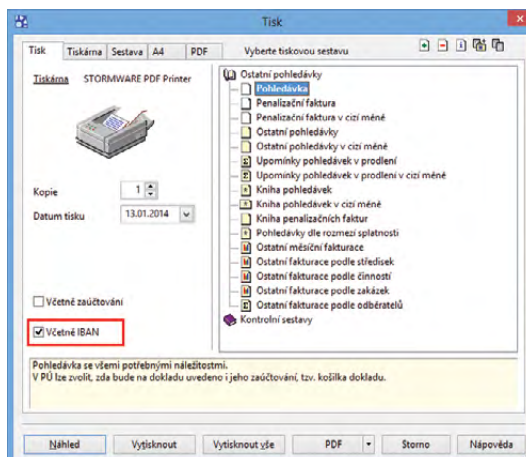 Tisk
Tisk Tiskárna Sestava A4 PDF Vyberte tiskovou sestavu
Tiskárna STORMWARE PDF Printer
Kopie 1
Datum tisku 13.01.2014
Včetně zaúčtování
Včetně IBAN
Ostatní pohledávky
Pohledávka
Penalizační faktura
Penalizační faktura v cizí měně
Ostatní pohledávky
Ostatní pohledávky v cizí měně
Upomínky pohledávek v prodlení
Upomínky pohledávek v prodlení v cizí měně
Kniha pohledávek
Kniha pohledávek v cizí měně
Kniha penalizačních faktur
Pohledávky dle rozmezí splatnosti
Ostatní měsíční fakturace
Ostatní fakturace podle středisek
Ostatní fakturace podle činností
Ostatní fakturace podle zakázek
Ostatní fakturace podle odběratelů
Kontrolní sestavy
Pohledávka se všemi potřebnými náležitostmi.
V PÚ lze zvolit, zda bude na dokladu uvedeno i jeho zaúčtování, tzv. košilka dokladu.
Náhled Vytisknout Vytisknout vše PDF Storno Nápověda